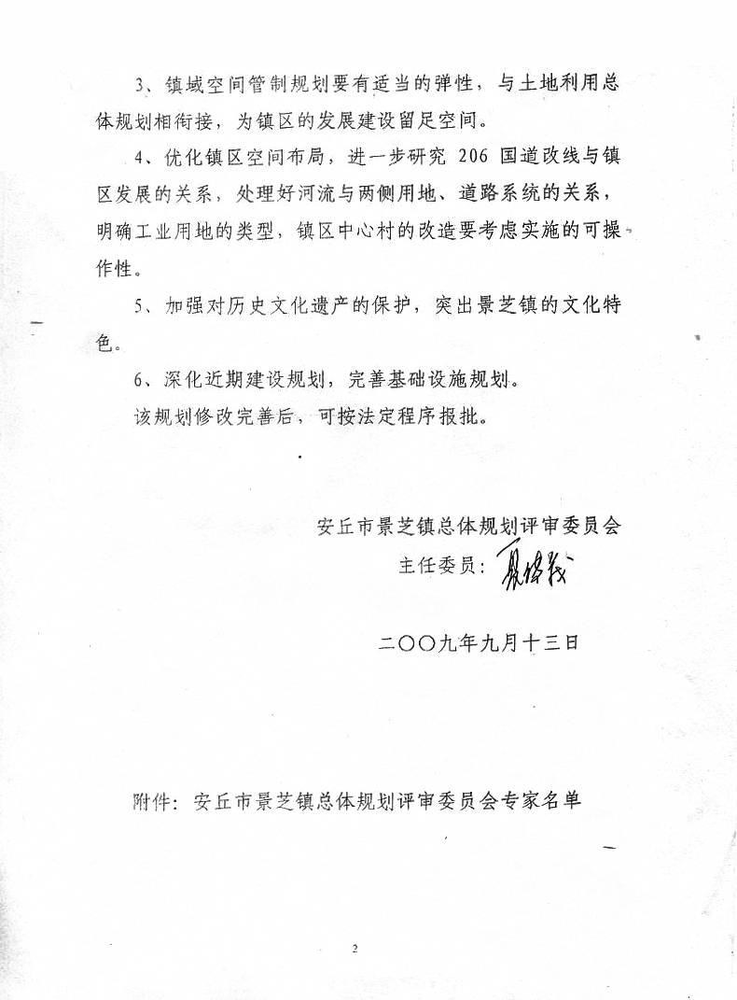 3、镇域空间管制规划要有适当的弹性，与土地利用总
体规划相衔接，为镇区的发展建设留足空间。
4、优化镇区空间布局，进一步研究 206 国道改线与镇
区发展的关系，处理好河流与两侧用地、道路系统的关系，
明确工业用地的类型，镇区中心村的改造要考虑实施的可操
作性。
5、加强对历史文化遗产的保护，突出景芝镇的文化特
色。
6、深化近期建设规划，完善基础设施规划。
该规划修改完善后，可按法定程序报批。
安丘市景芝镇总体规划评审委员会
主任委员：
二〇〇九年九月十三日
附件：安丘市景芝镇总体规划评审委员会专家名单
2